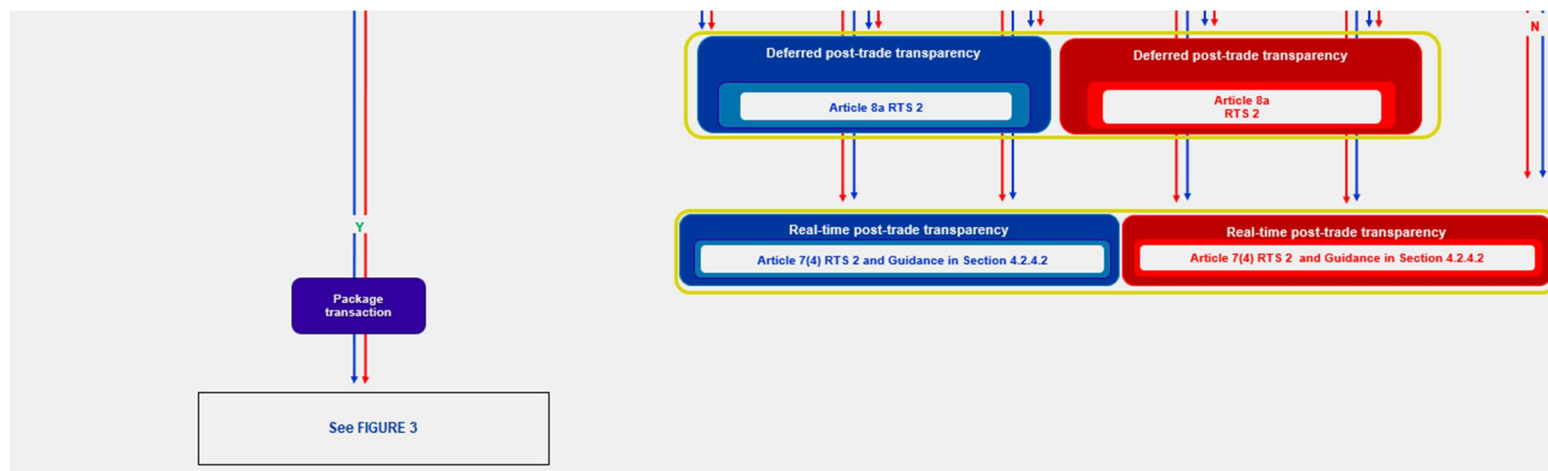 N
Deferred post-trade transparency
Article 8a RTS 2
Deferred post-trade transparency
Article 8a
RTS 2
Y
Real-time post-trade transparency
Article 7(4) RTS 2 and Guidance in Section 4.2.4.2
Real-time post-trade transparency
Article 7(4) RTS 2 and Guidance in Section 4.2.4.2
Package
transaction
See FIGURE 3